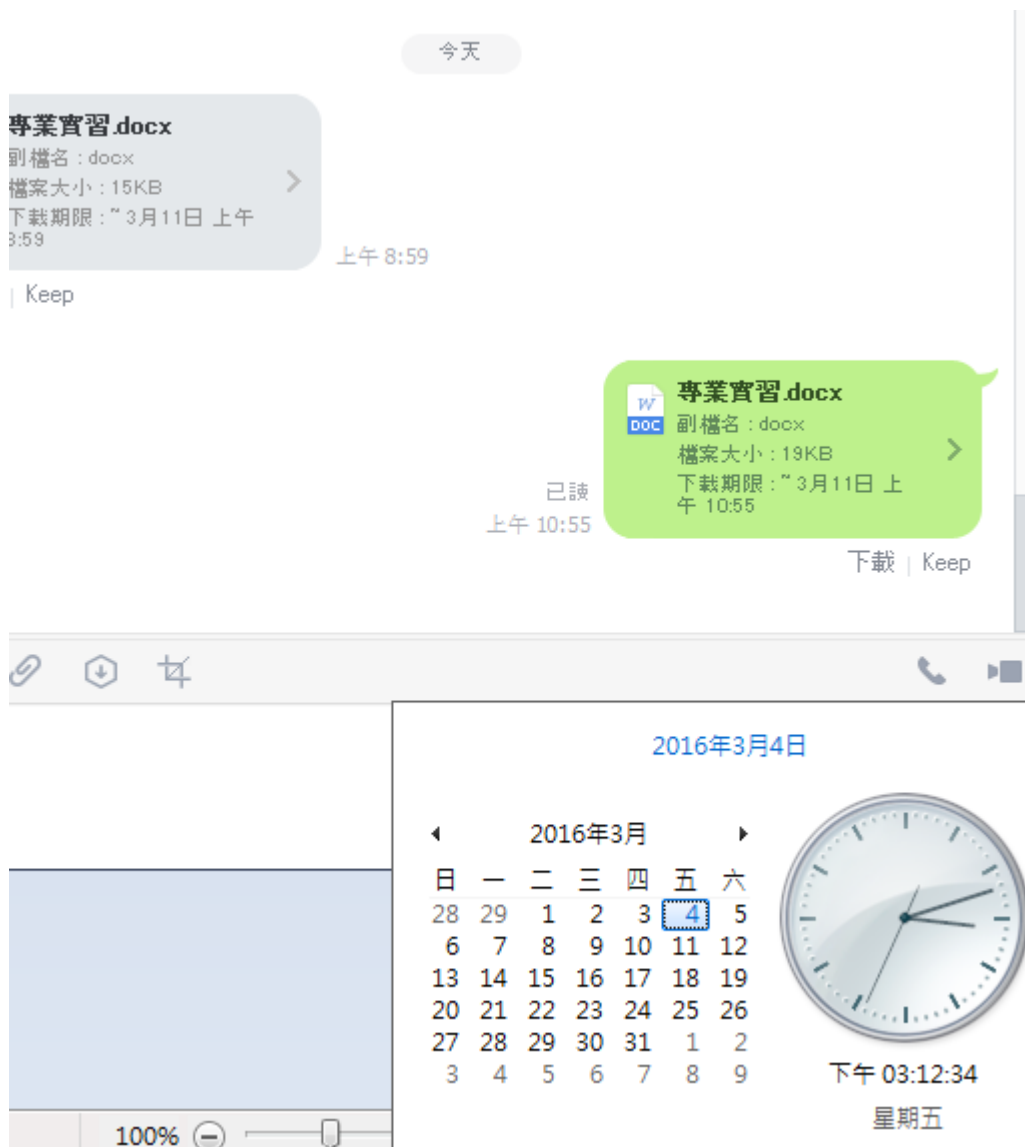 今天
專業實習.docx
副檔名 : docx
檔案大小 : 15KB
下載期限 : ~ 3月11日 上午
8:59
上午 8:59
Keep
專業實習.docx
副檔名 : docx
檔案大小 : 19KB
下載期限 : ~ 3月11日 上
午 10:55
已讀
上午 10:55
W
DOC
下載 | Keep
2016年3月4日
2016年3月
日 一 二 三 四 五 六
28 29 1 2 3 4 5
6 7 8 9 10 11 12
13 14 15 16 17 18 19
20 21 22 23 24 25 26
27 28 29 30 31 1 2
3 4 5 6 7 8 9
下午 03:12:34
星期五
100%